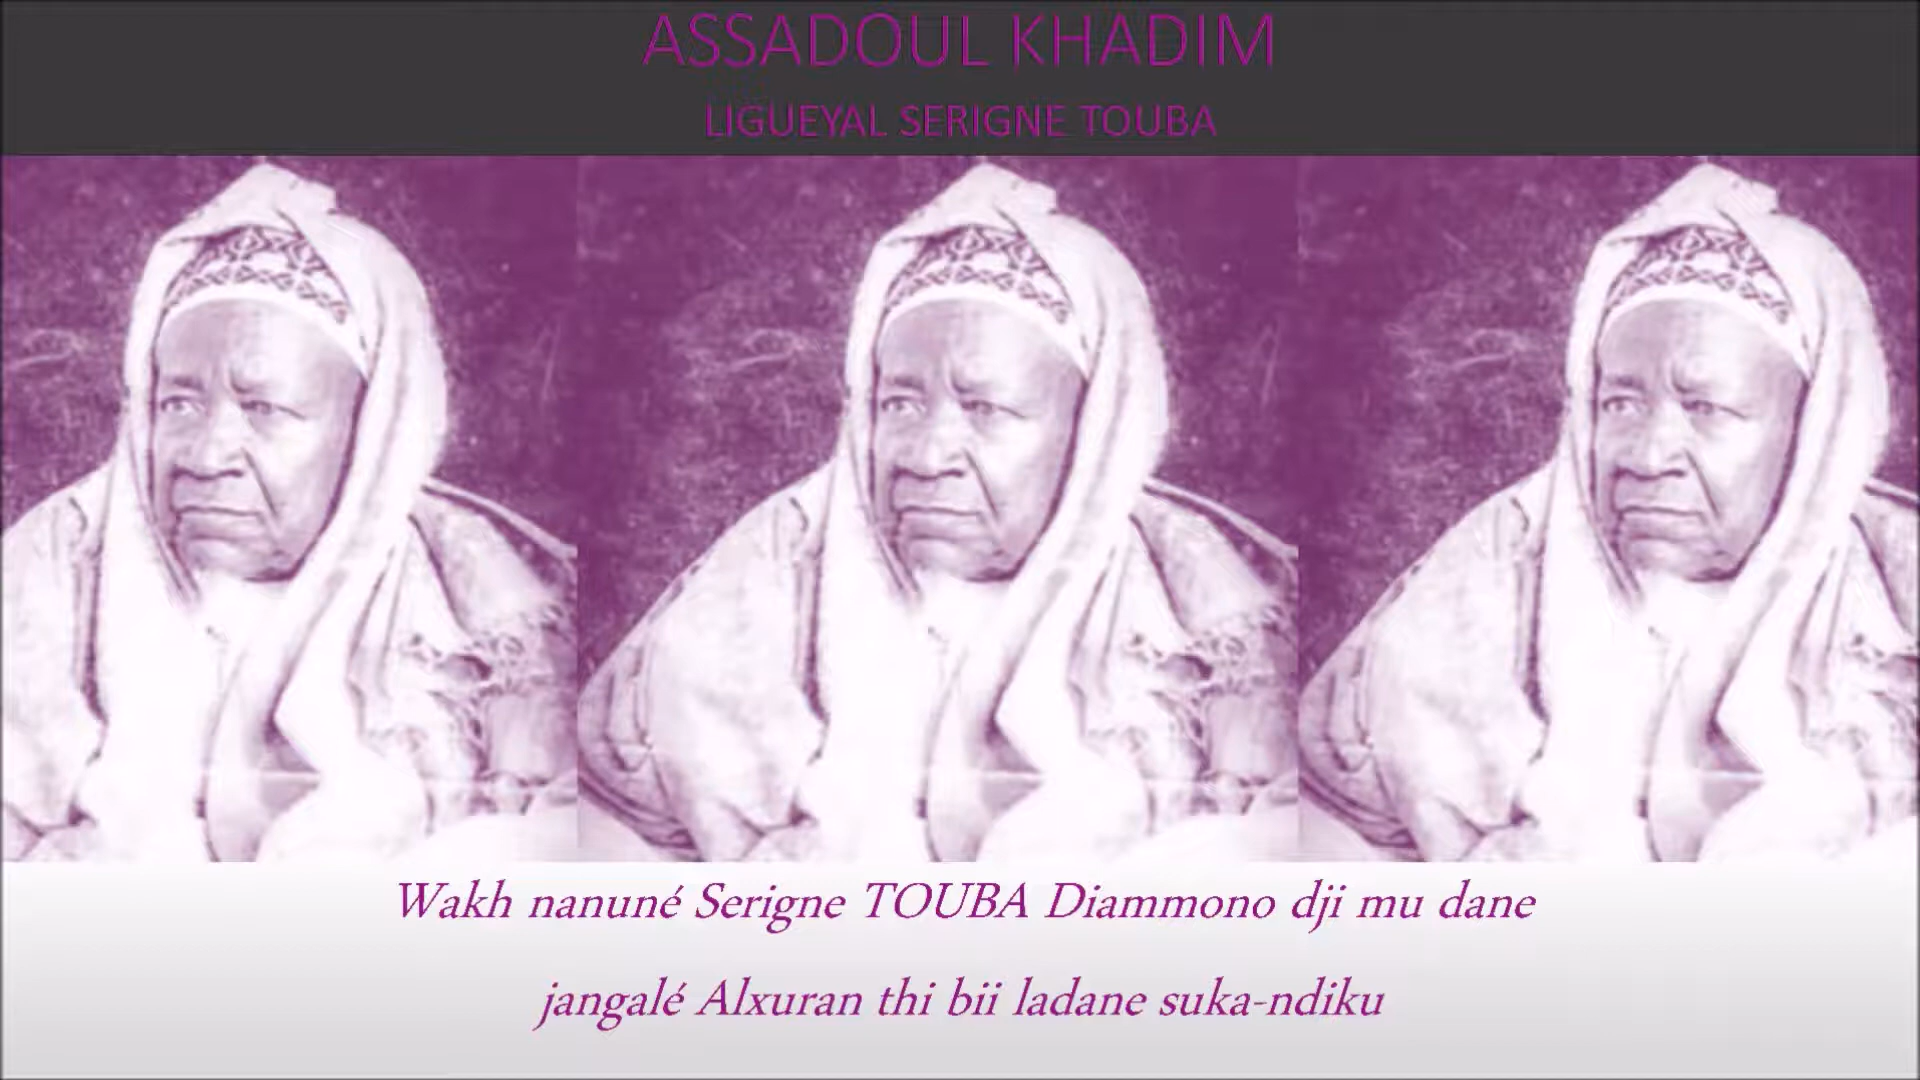 ASSADOUL KHADIM
LIGUEYAL SERIGNE TOUBA
Wakh nanuné Serigne TOUBA Diammono dji mu dane
jangalé Alxuran thi bii ladane suka-ndiku